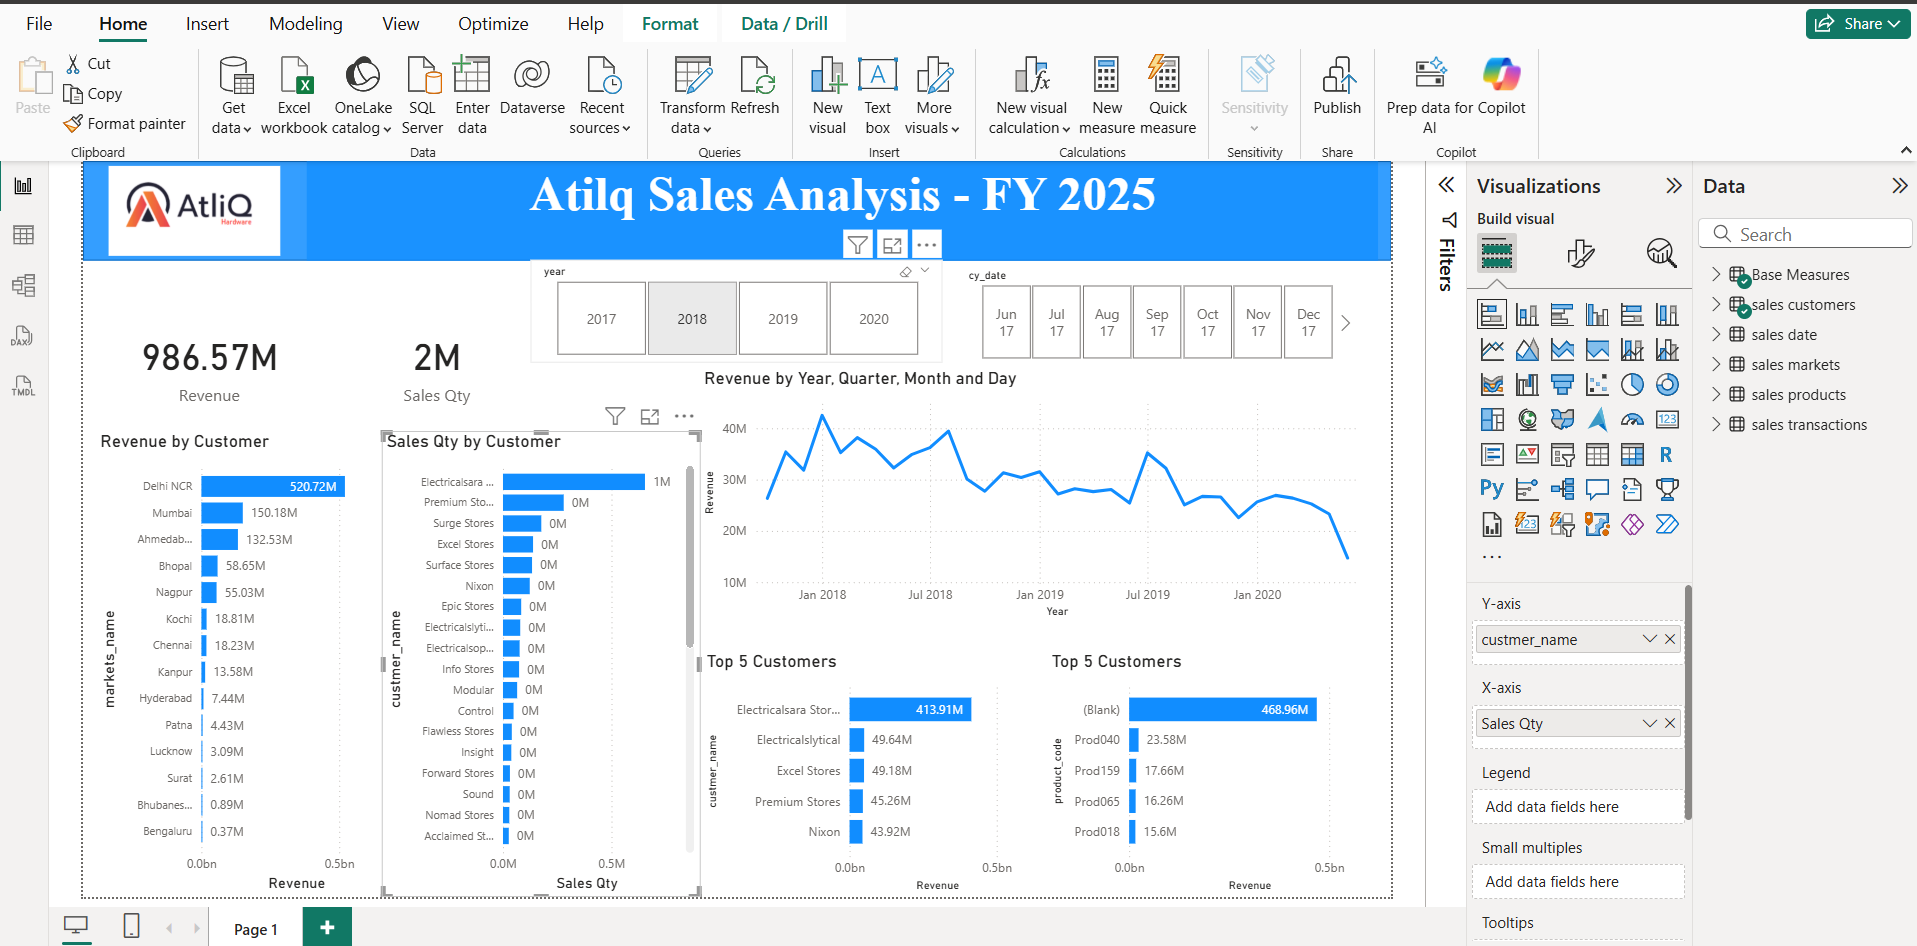 File
Home
Insert
Modeling
View
Optimize
Help
Format
Data / Drill
Share
Paste
Cut
Copy
Format painter
Clipboard
Get data
Excel workbook
OneLake catalog
SQL Server
Enter data
Dataverse
Recent sources
Data
Transform data
Refresh
Queries
New visual
Text box
More visuals
Insert
New visual calculation
New measure
Quick measure
Calculations
Sensitivity
Sensitivity
Publish
Share
Prep data for AI
Copilot
Copilot
DAX
TMDL
AtliQ
Hardware
Atilq Sales Analysis - FY 2025
year
2017
2018
2019
2020
cy_date
Jun 17
Jul 17
Aug 17
Sep 17
Oct 17
Nov 17
Dec 17
986.57M
Revenue
2M
Sales Qty
Revenue by Customer
markets_name
Delhi NCR 520.72M
Mumbai 150.18M
Ahmedab... 132.53M
Bhopal 58.65M
Nagpur 55.03M
Kochi 18.81M
Chennai 18.23M
Kanpur 13.58M
Hyderabad 7.44M
Patna 4.43M
Lucknow 3.09M
Surat 2.61M
Bhubanes... 0.89M
Bengaluru 0.37M
0.0bn 0.5bn
Revenue
Sales Qty by Customer
custmer_name
Electricalsara ... 1M
Premium Sto... 0M
Surge Stores 0M
Excel Stores 0M
Surface Stores 0M
Nixon 0M
Epic Stores 0M
Electricalslyti... 0M
Electricalsop... 0M
Info Stores 0M
Modular 0M
Control 0M
Flawless Stores 0M
Insight 0M
Forward Stores 0M
Sound 0M
Nomad Stores 0M
Acclaimed St... 0M
0.0M 0.5M
Sales Qty
Revenue by Year, Quarter, Month and Day
Revenue
40M
30M
20M
10M
Jan 2018 Jul 2018 Jan 2019 Jul 2019 Jan 2020
Year
Top 5 Customers
custmer_name
Electricalsara Stor... 413.91M
Electricalslytical 49.64M
Excel Stores 49.18M
Premium Stores 45.26M
Nixon 43.92M
0.0bn 0.5bn
Revenue
Top 5 Customers
product_code
(Blank) 468.96M
Prod040 23.58M
Prod159 17.66M
Prod065 16.26M
Prod018 15.6M
0.0bn 0.5bn
Revenue
Filters
Visualizations
Build visual
123
R
Py
123
Y-axis
custmer_name
X-axis
Sales Qty
Legend
Add data fields here
Small multiples
Add data fields here
Tooltips
Data
Search
Base Measures
sales customers
sales date
sales markets
sales products
sales transactions
Page 1